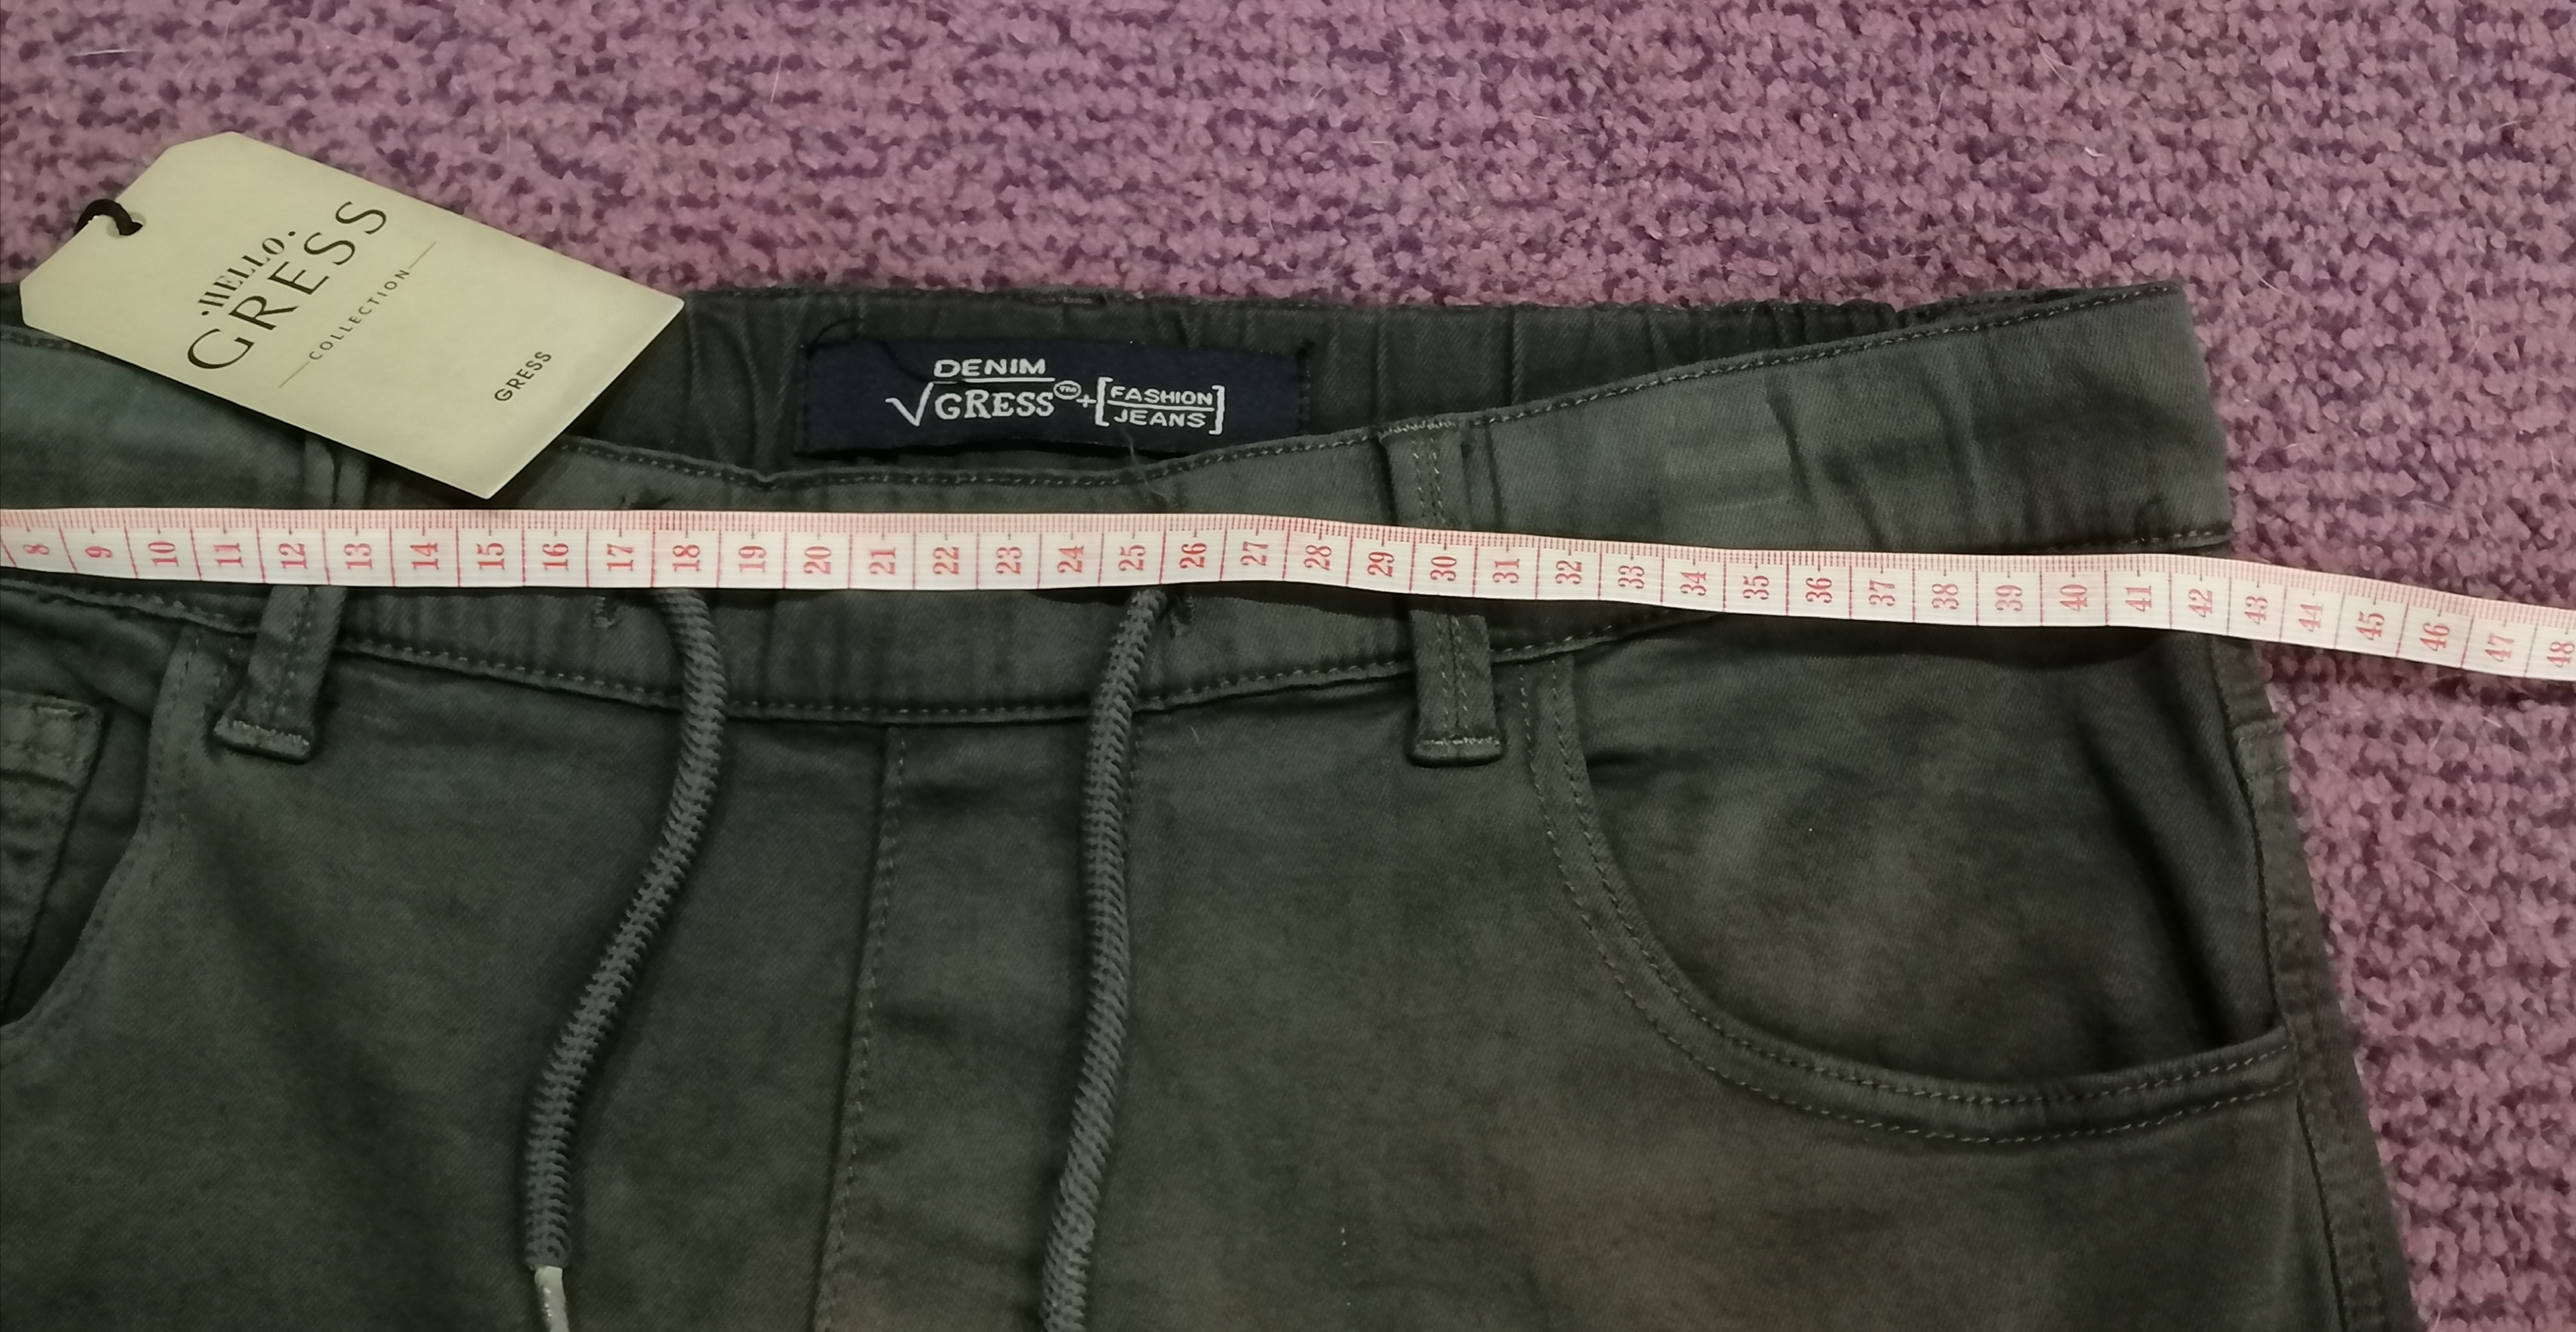 ·HELLO.
GRESS
COLLECTION
GRESS
DENIM
√GRESS™+[FASHION
JEANS]
8 9 10 11 12 13 14 15 16 17 18 19 20 21 22 23 24 25 26 27 28 29 30 31 32 33 34 35 36 37 38 39 40 41 42 43 44 45 46 47 48